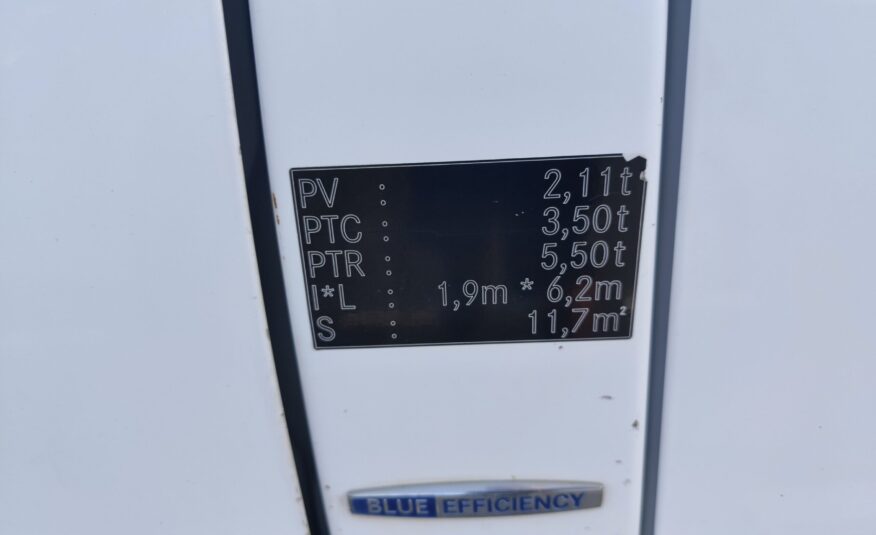 PV : 2,11t
PTC : 3,50t
PTR : 5,50t
l*L : 1,9m * 6,2m
S : 11,7m²
BLUE EFFICIENCY